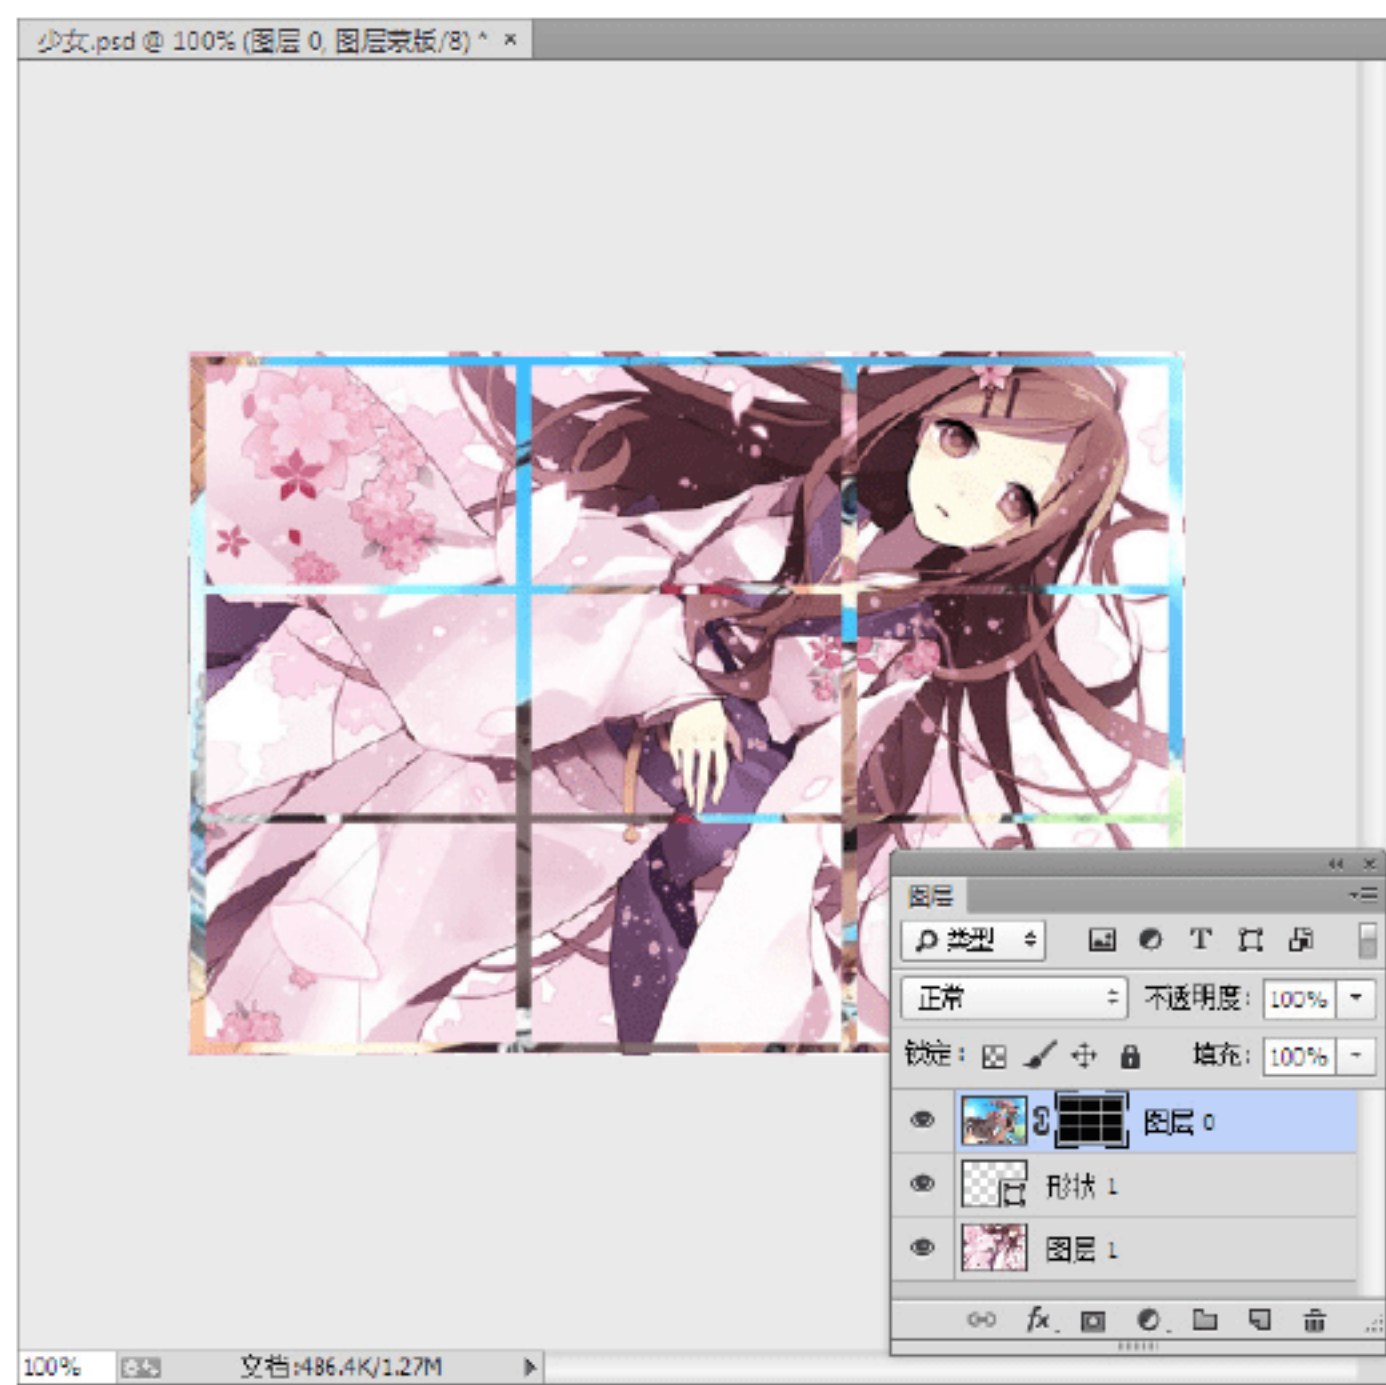 少女.psd @ 100% (图层 0, 图层蒙版/8) * ×
图层
类型
T
正常 不透明度: 100%
锁定: 填充: 100%
图层 0
形状 1
图层 1
fx.
100% 文档:486.4K/1.27M